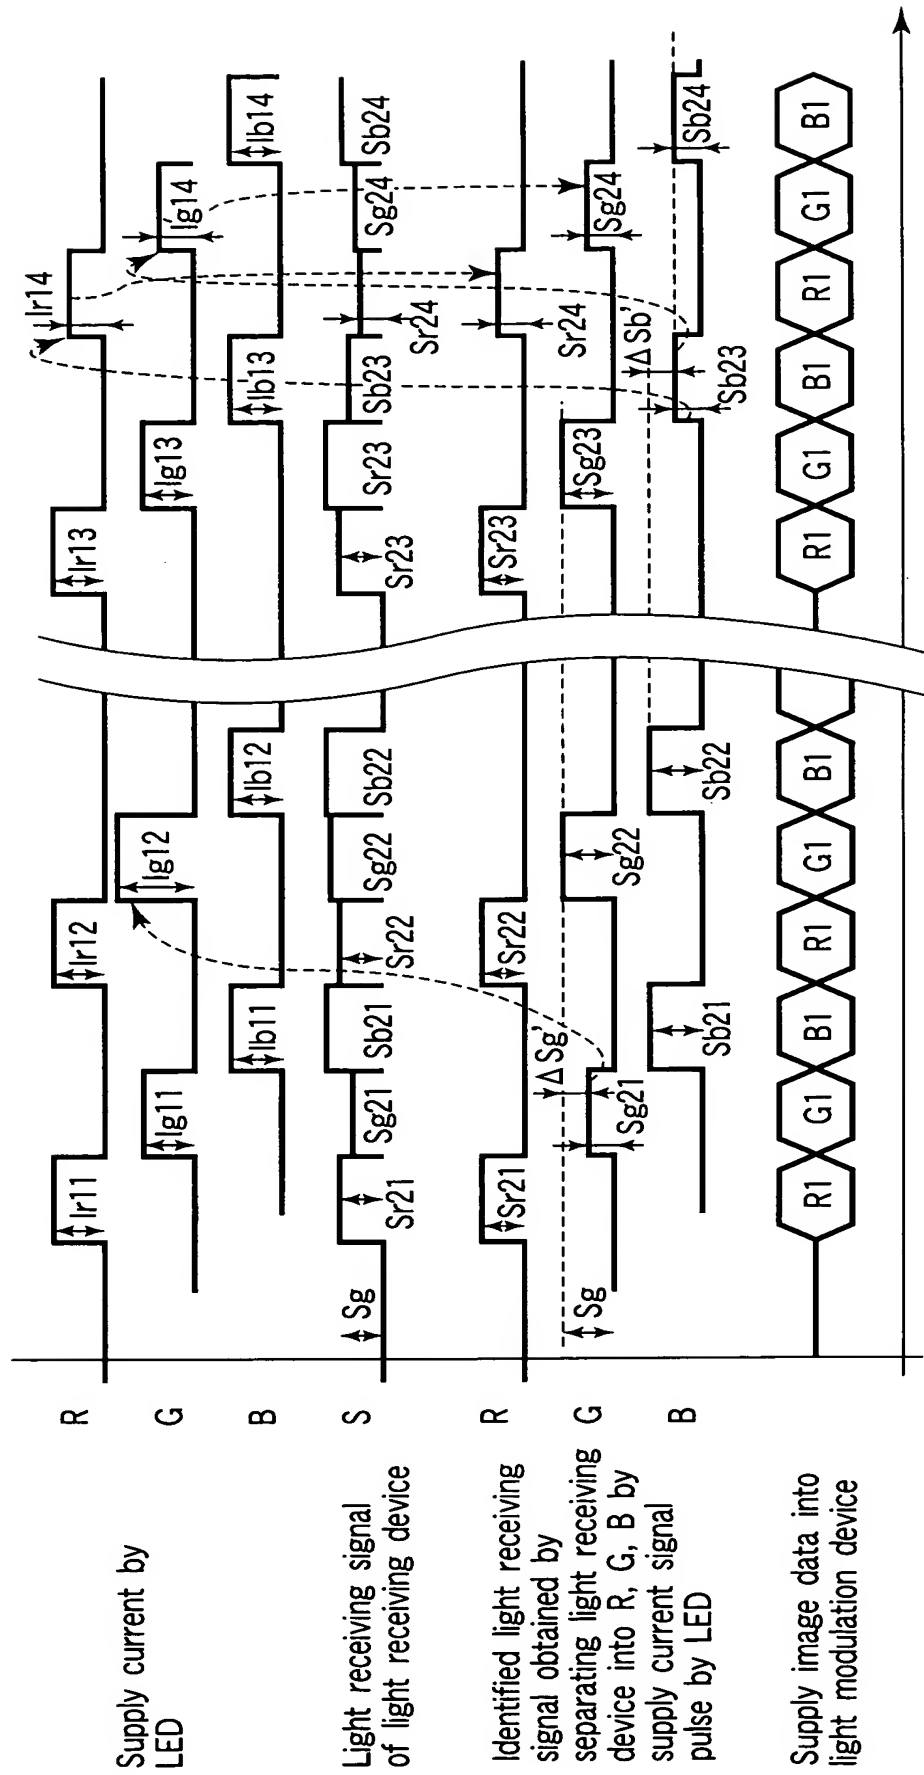 Supply current by
LED
R Ir11 Ir12 Ir13 Ir14
G Ig11 Ig12 Ig13 Ig14
B Ib11 Ib12 Ib13 Ib14
Light receiving signal
of light receiving device
S Sg Sr21 Sg21 Sb21 Sr22 Sg22 Sb22 Sr23 Sr23 Sb23 Sr24 Sg24 Sb24
Identified light receiving
signal obtained by
separating light receiving
device into R, G, B by
supply current signal
pulse by LED
R Sr21 Sr22 Sr23 Sr24
G Sg Sg21 ΔSg' Sg22 Sg23 Sg24
B Sb21 Sb22 Sb23 ΔSb' Sb24
Supply image data into
light modulation device
R1 G1 B1 R1 G1 B1 R1 G1 B1 R1 G1 B1